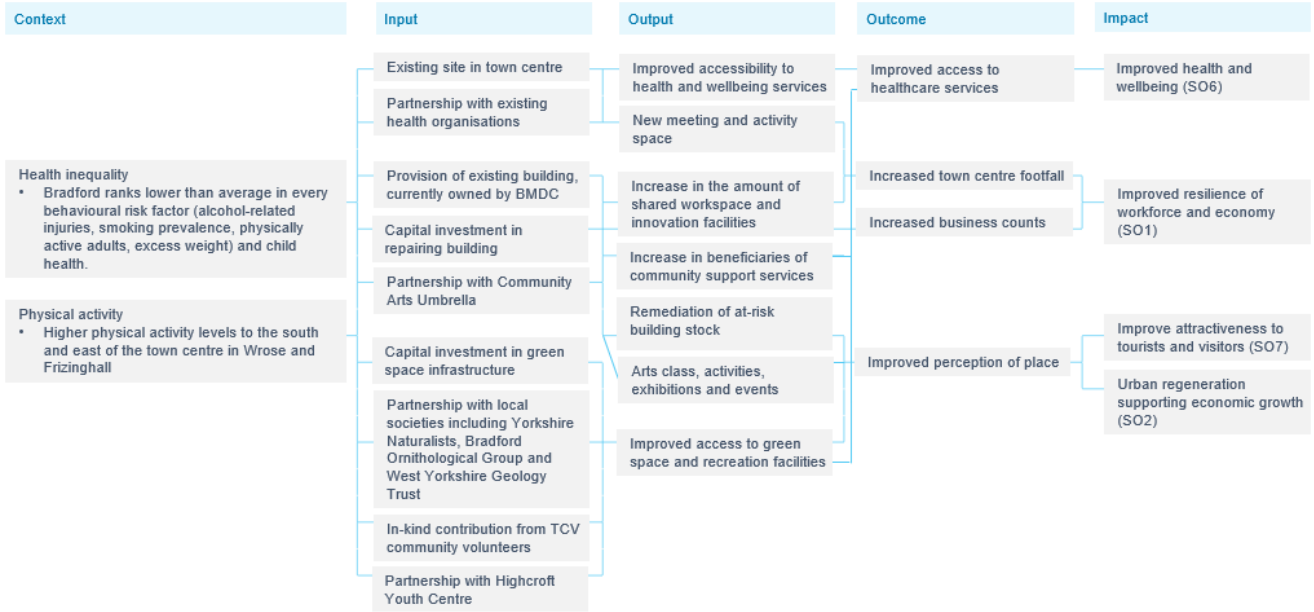 Context
Input
Output
Outcome
Impact
Health inequality
• Bradford ranks lower than average in every
behavioural risk factor (alcohol-related
injuries, smoking prevalence, physically
active adults, excess weight) and child
health.
Physical activity
• Higher physical activity levels to the south
and east of the town centre in Wrose and
Frizinghall
Existing site in town centre
Partnership with existing
health organisations
Provision of existing building,
currently owned by BMDC
Capital investment in
repairing building
Partnership with Community
Arts Umbrella
Capital investment in green
space infrastructure
Partnership with local
societies including Yorkshire
Naturalists, Bradford
Ornithological Group and
West Yorkshire Geology
Trust
In-kind contribution from TCV
community volunteers
Partnership with Highcroft
Youth Centre
Improved accessibility to
health and wellbeing services
New meeting and activity
space
Increase in the amount of
shared workspace and
innovation facilities
Increase in beneficiaries of
community support services
Remediation of at-risk
building stock
Arts class, activities,
exhibitions and events
Improved access to green
space and recreation facilities
Improved access to
healthcare services
Increased town centre footfall
Increased business counts
Improved perception of place
Improved health and
wellbeing (SO6)
Improved resilience of
workforce and economy
(SO1)
Improve attractiveness to
tourists and visitors (SO7)
Urban regeneration
supporting economic growth
(SO2)